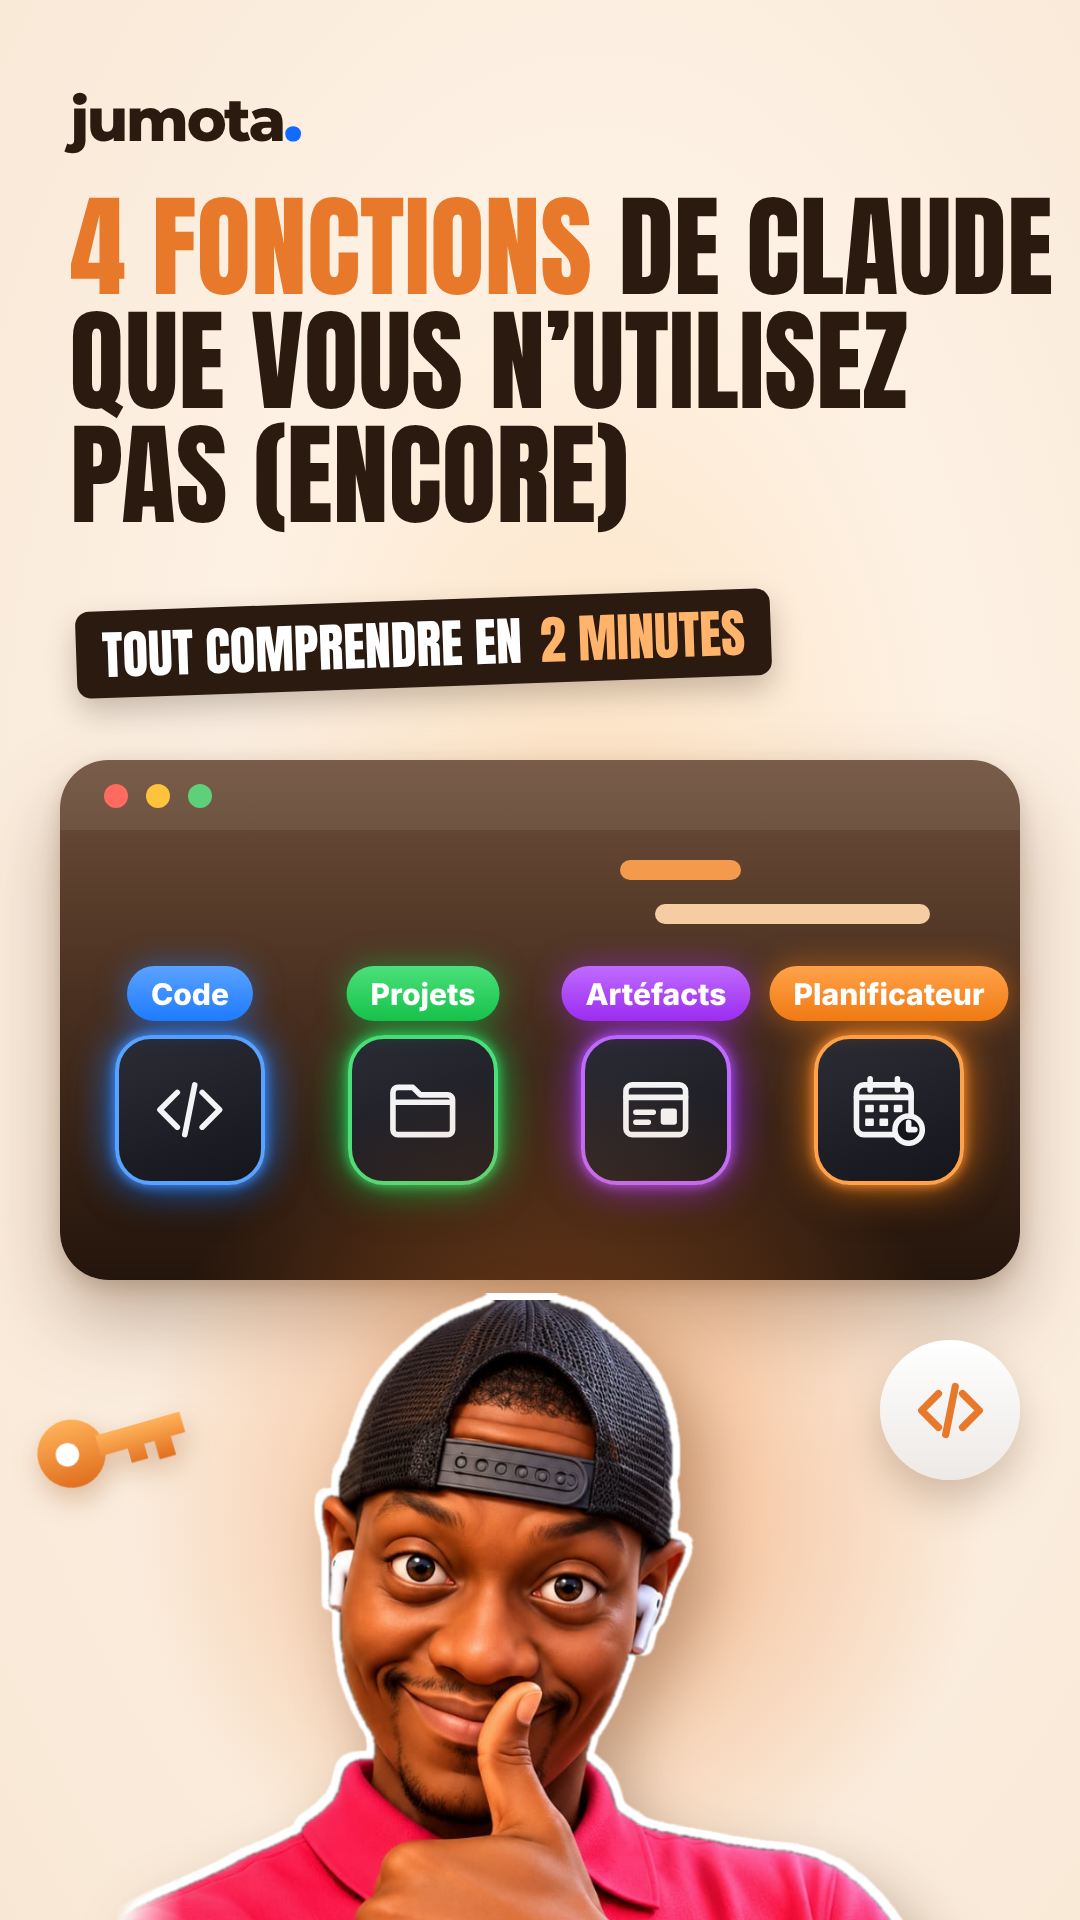 jumota.
4 FONCTIONS DE CLAUDE
QUE VOUS N’UTILISEZ
PAS (ENCORE)
TOUT COMPRENDRE EN 2 MINUTES
Code
Projets
Artéfacts
Planificateur